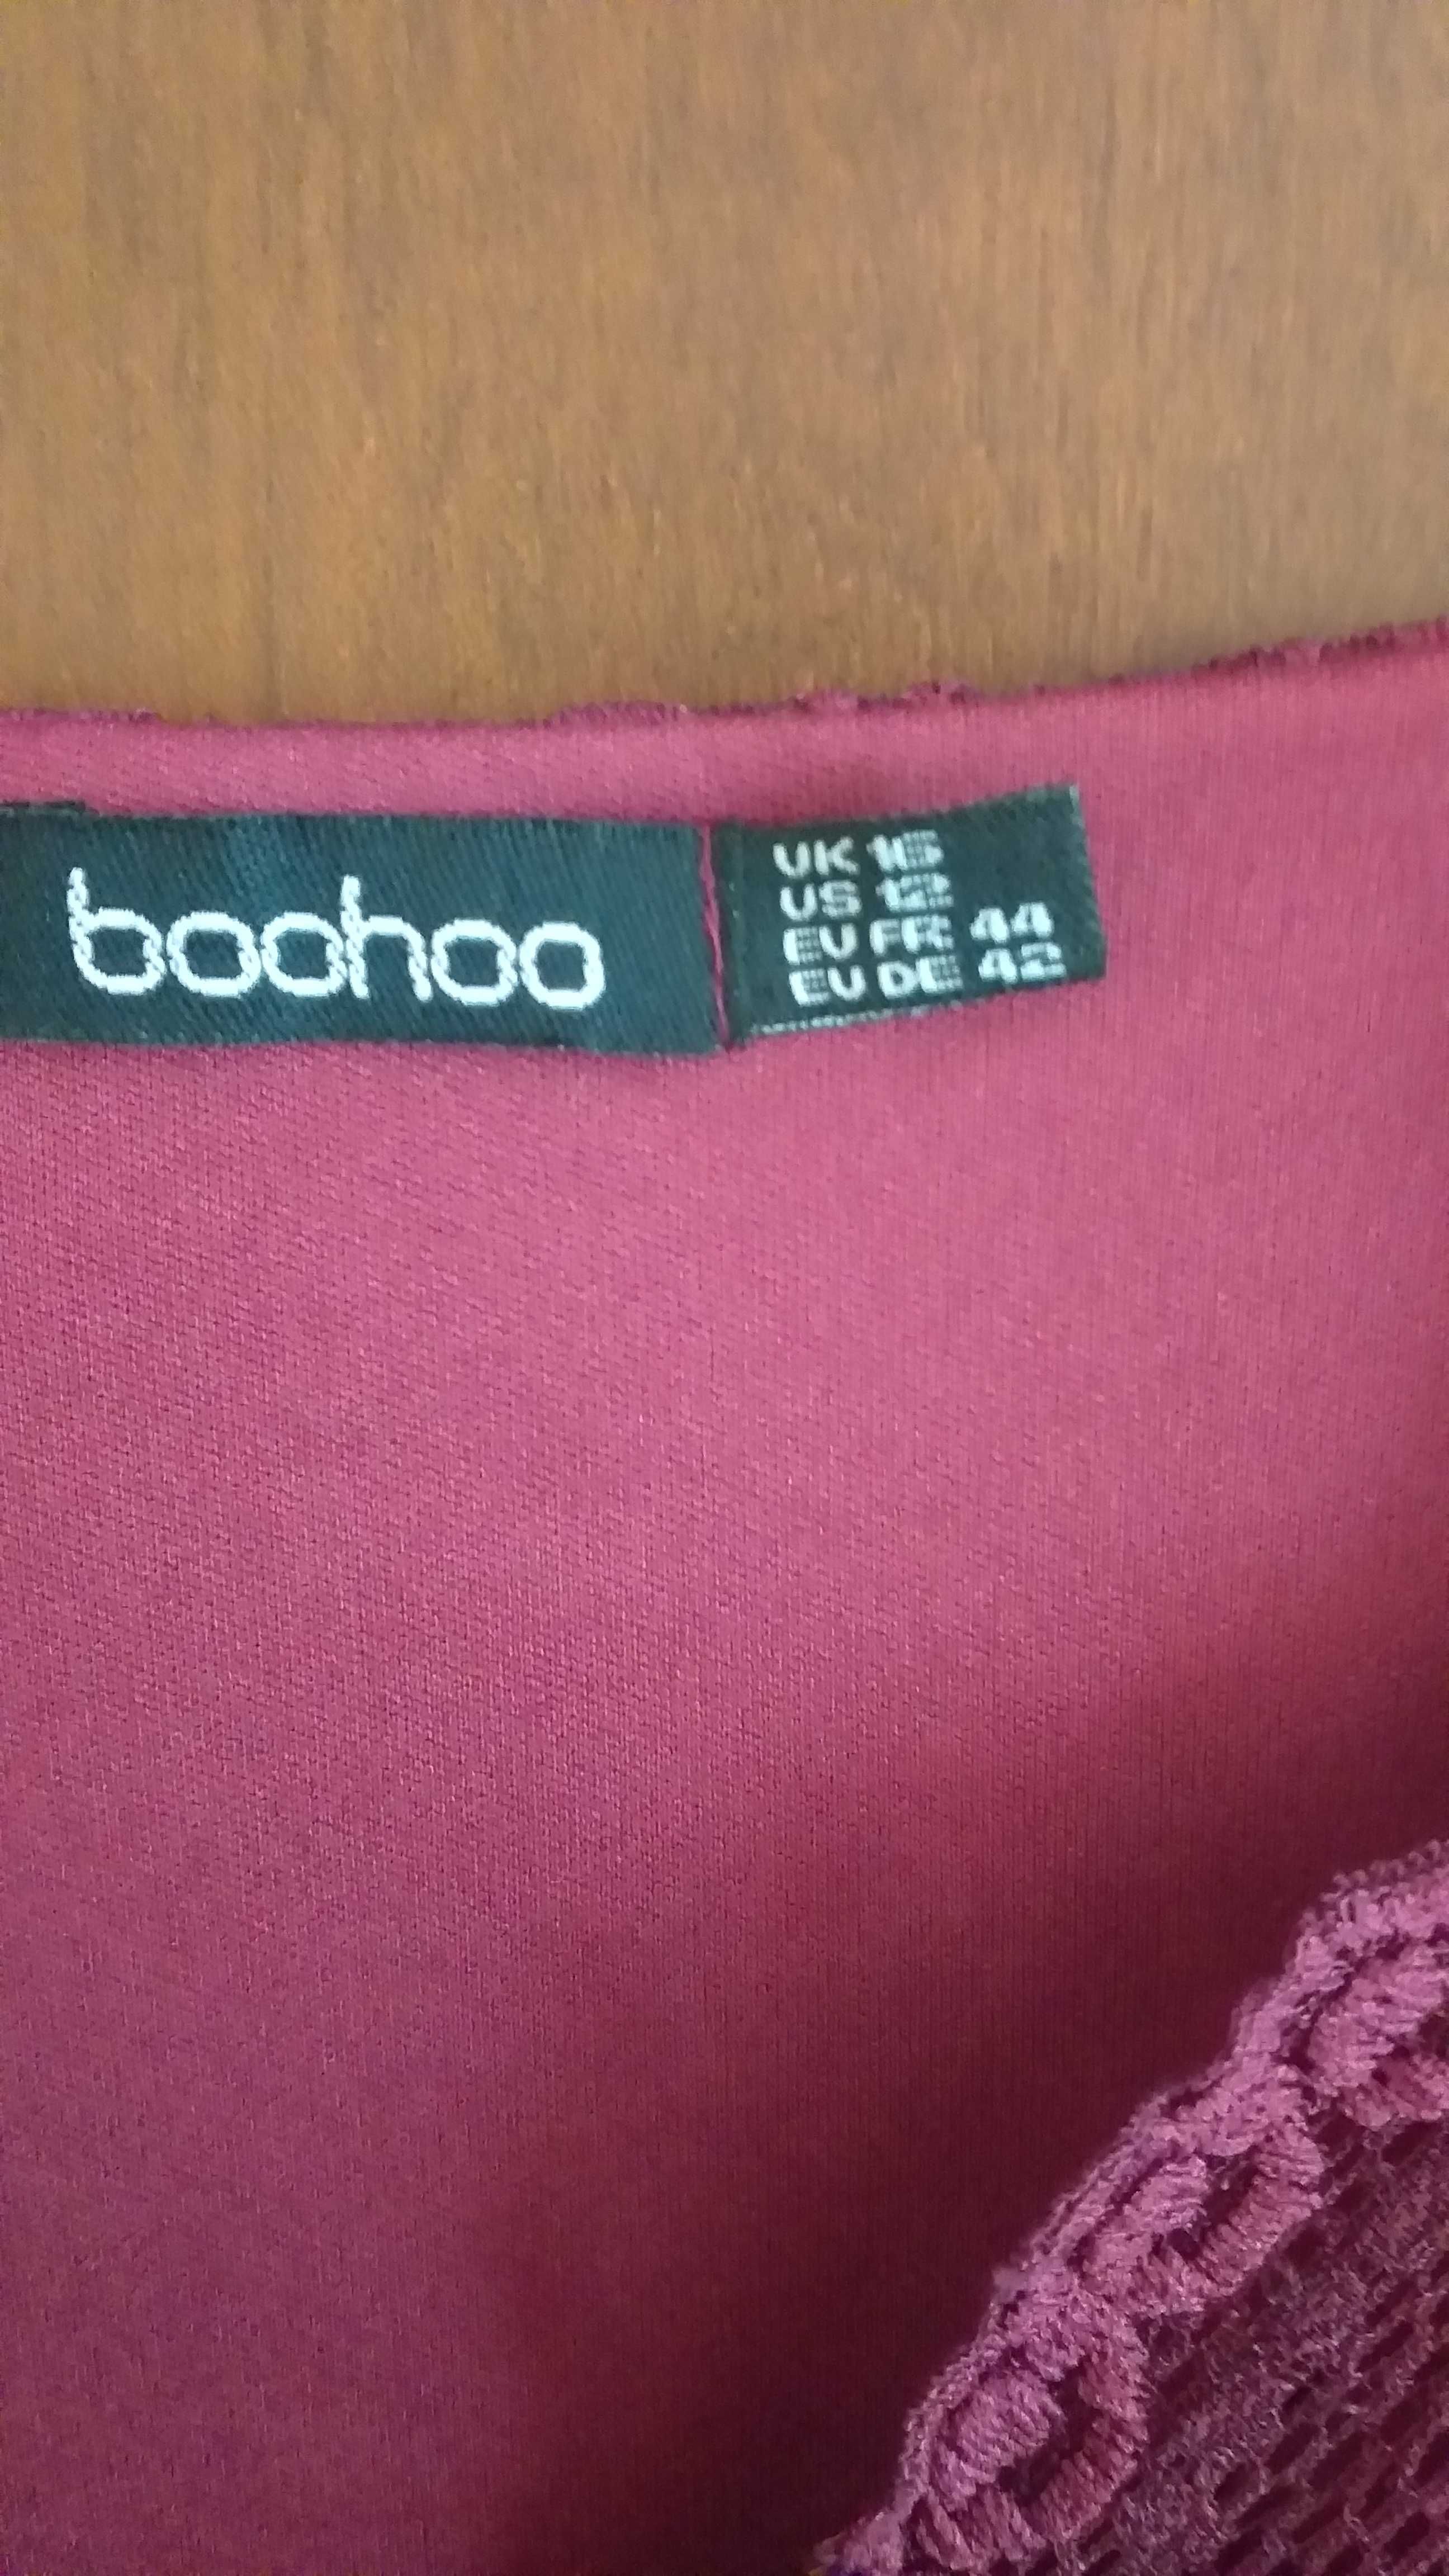 boohoo
UK 16
US 12
EU FR 44
EU DE 42